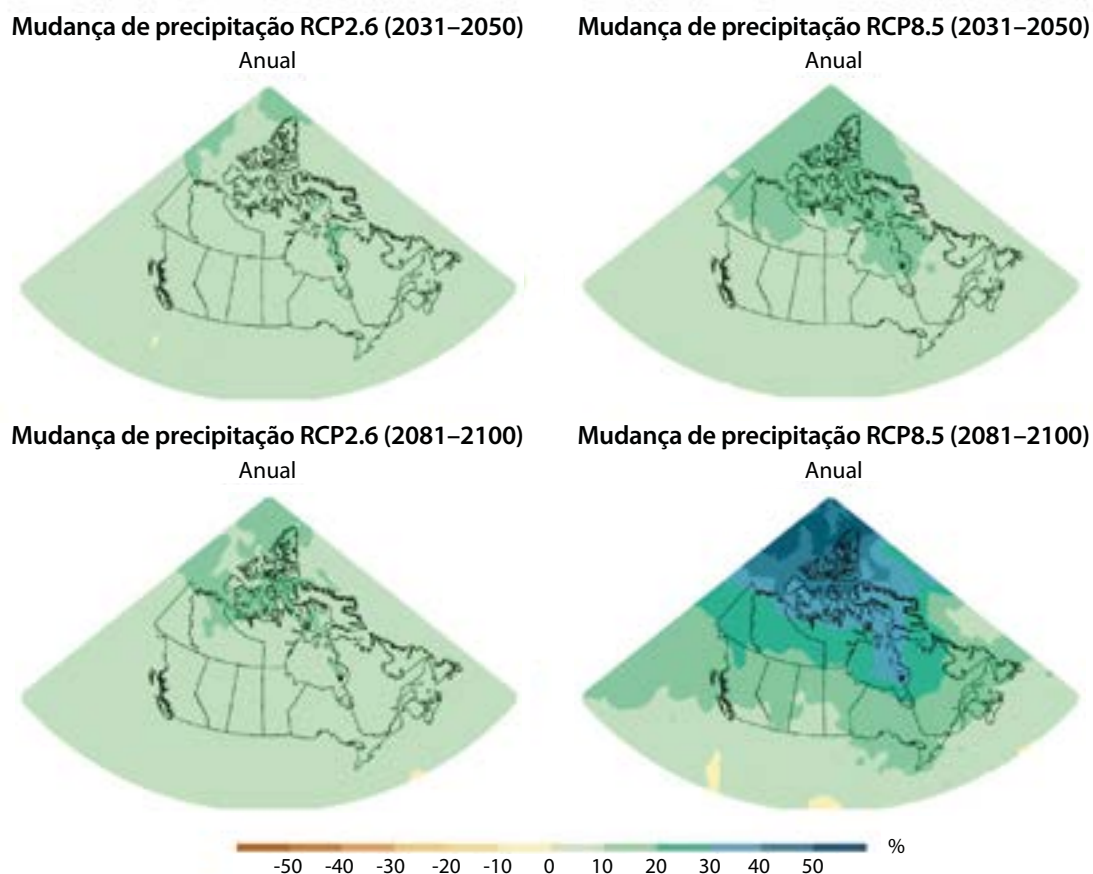 Mudança de precipitação RCP2.6 (2031–2050)
Anual
Mudança de precipitação RCP8.5 (2031–2050)
Anual
Mudança de precipitação RCP2.6 (2081–2100)
Anual
Mudança de precipitação RCP8.5 (2081–2100)
Anual
%
-50 -40 -30 -20 -10 0 10 20 30 40 50